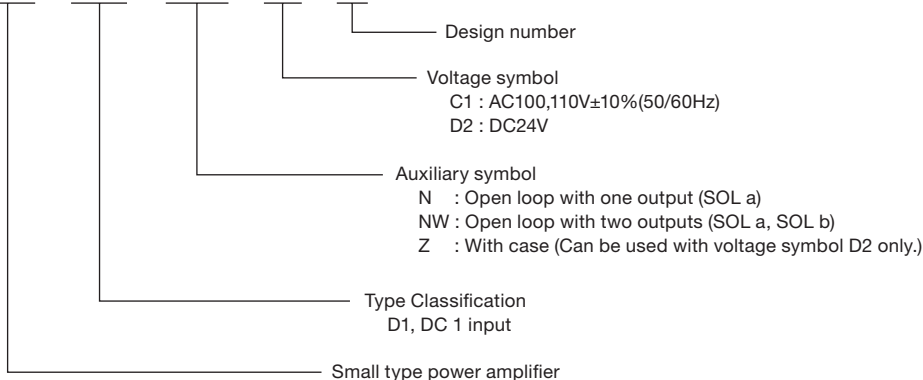 Design number
Voltage symbol
C1 : AC100,110V±10%(50/60Hz)
D2 : DC24V
Auxiliary symbol
N : Open loop with one output (SOL a)
NW : Open loop with two outputs (SOL a, SOL b)
Z : With case (Can be used with voltage symbol D2 only.)
Type Classification
D1, DC 1 input
Small type power amplifier